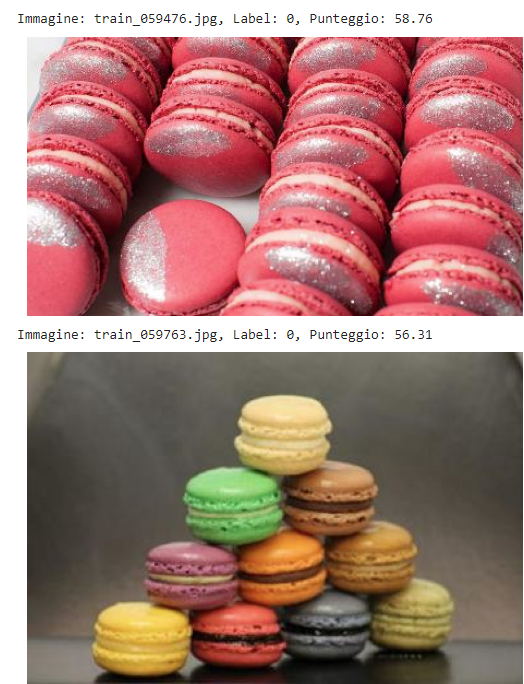 Immagine: train_059476.jpg, Label: 0, Punteggio: 58.76
Immagine: train_059763.jpg, Label: 0, Punteggio: 56.31